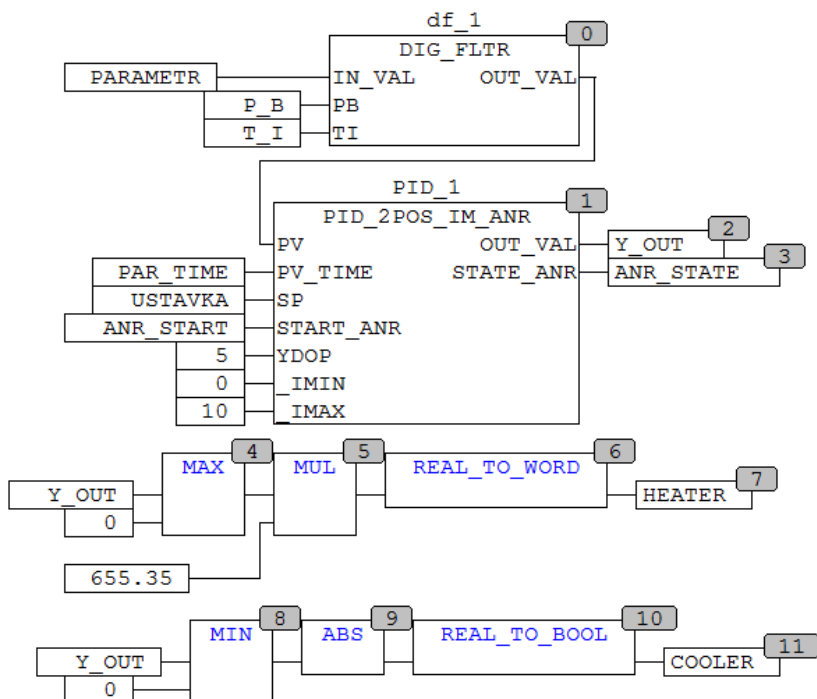 df_1
0
DIG_FLTR
PARAMETR IN_VAL OUT_VAL
P_B PB
T_I TI
PID_1
1
PID_2POS_IM_ANR
2
PV OUT_VAL Y_OUT
3
PAR_TIME PV_TIME STATE_ANR ANR_STATE
USTAVKA SP
ANR_START START_ANR
5 YDOP
0 _IMIN
10 _IMAX
4 5 6
MAX MUL REAL_TO_WORD
7
Y_OUT HEATER
0
655.35
8 9 10
MIN ABS REAL_TO_BOOL
11
Y_OUT COOLER
0